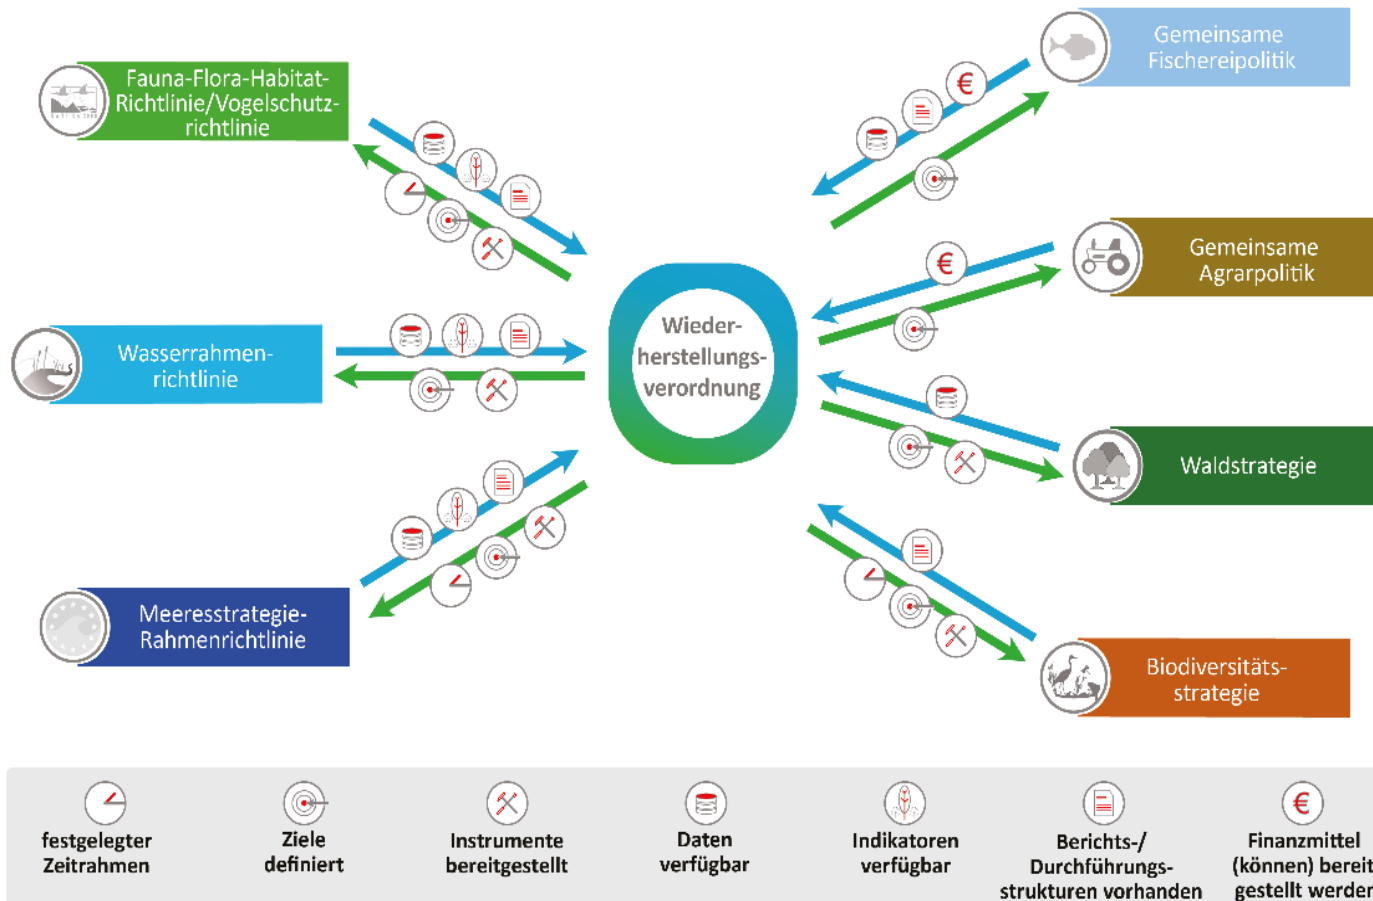 Fauna-Flora-Habitat-
Richtlinie/Vogelschutz-
richtlinie
Wasserrahmen-
richtlinie
Meeresstrategie-
Rahmenrichtlinie
Wieder-
herstellungs-
verordnung
Gemeinsame
Fischereipolitik
Gemeinsame
Agrarpolitik
Waldstrategie
Biodiversitäts-
strategie
festgelegter
Zeitrahmen
Ziele
definiert
Instrumente
bereitgestellt
Daten
verfügbar
Indikatoren
verfügbar
Berichts-/
Durchführungs-
strukturen vorhanden
Finanzmittel
(können) bereit
gestellt werden
€
€
€